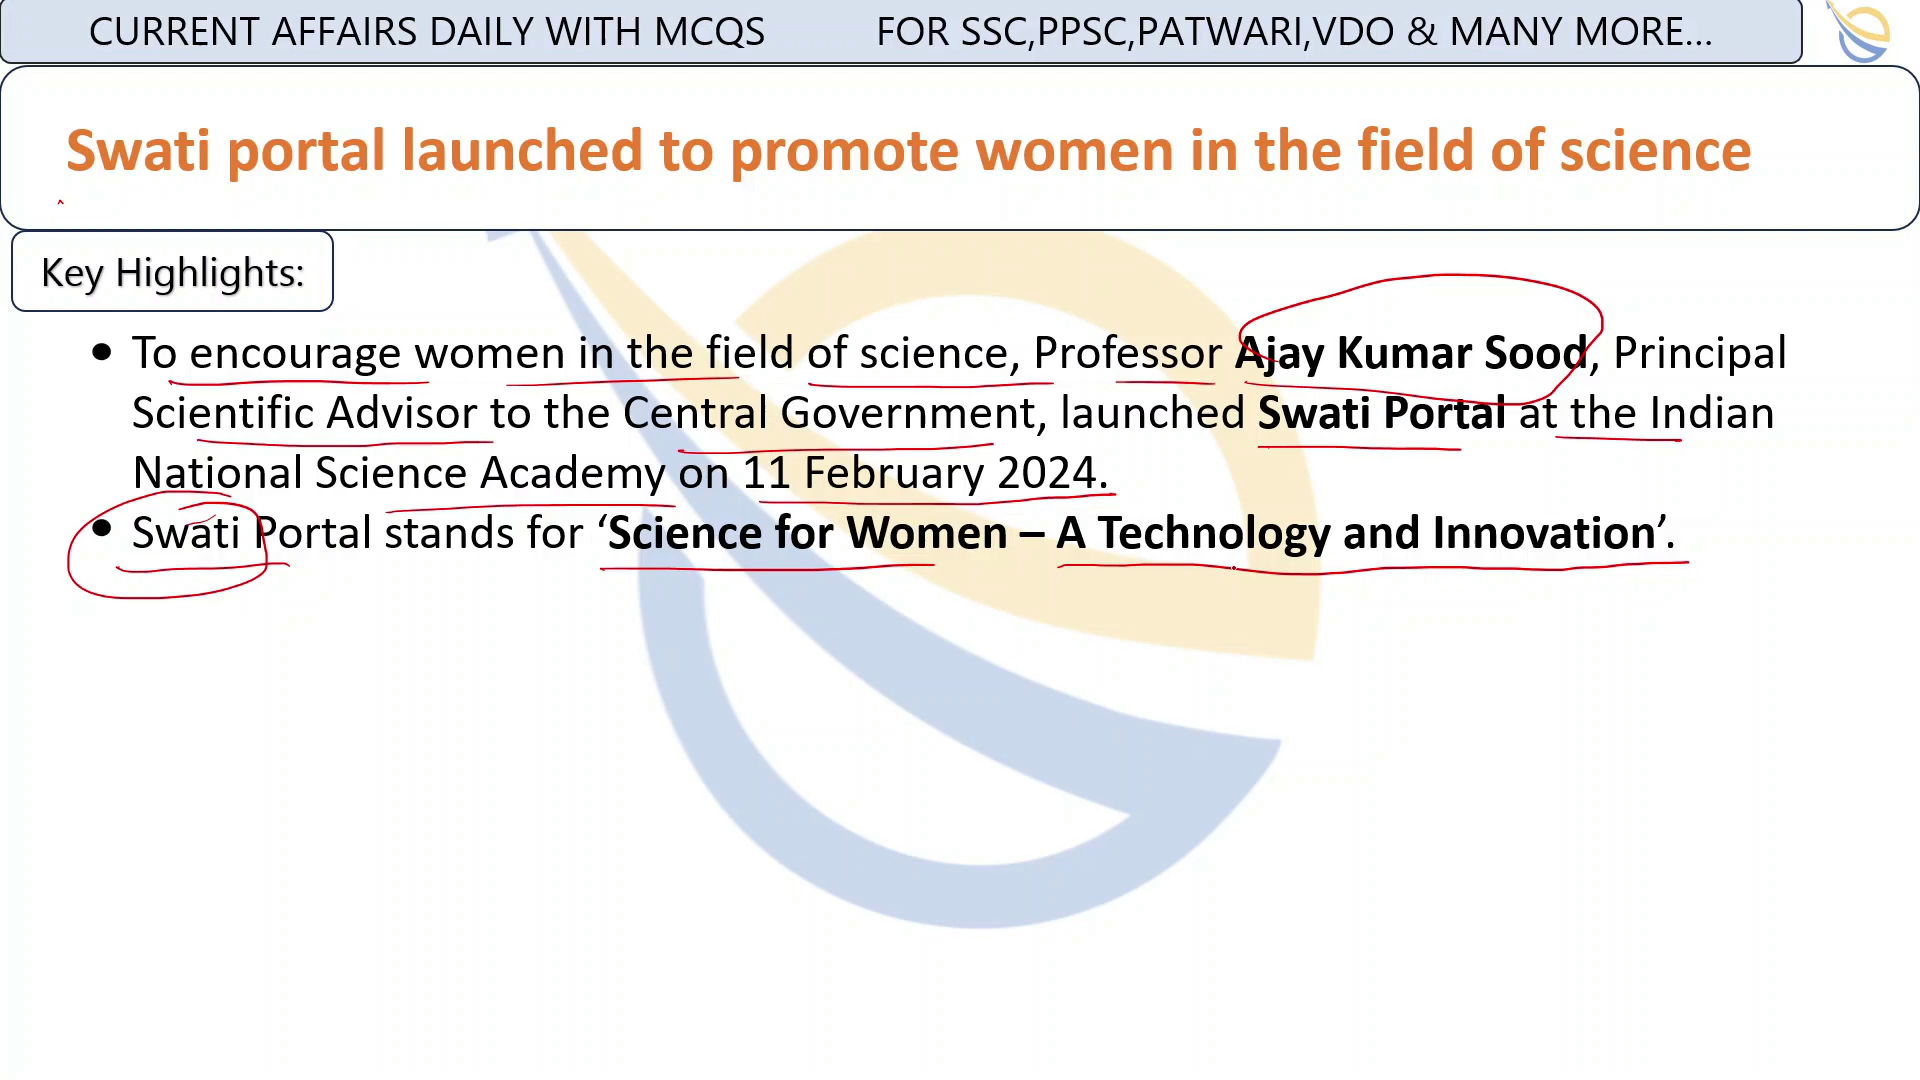 CURRENT AFFAIRS DAILY WITH MCQS FOR SSC,PPSC,PATWARI,VDO & MANY MORE...
Swati portal launched to promote women in the field of science
Key Highlights:
• To encourage women in the field of science, Professor Ajay Kumar Sood, Principal
Scientific Advisor to the Central Government, launched Swati Portal at the Indian
National Science Academy on 11 February 2024.
• Swati Portal stands for ‘Science for Women – A Technology and Innovation’.